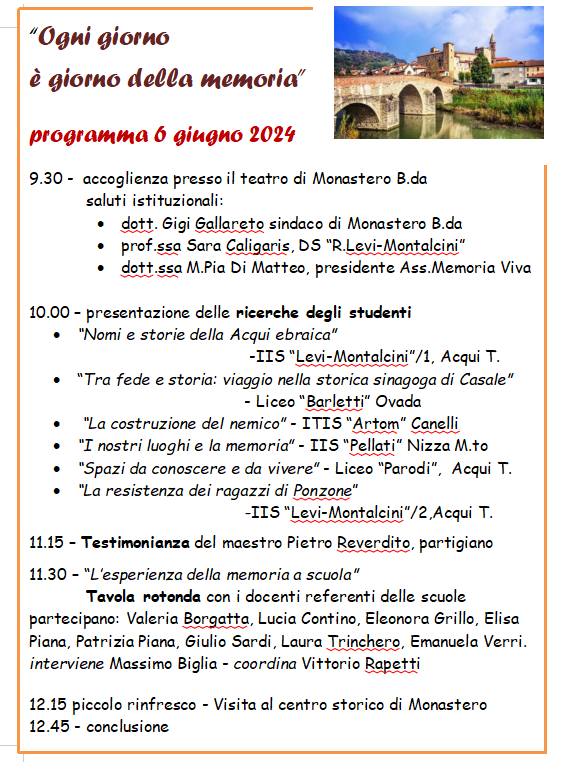 “Ogni giorno
è giorno della memoria”
programma 6 giugno 2024
9.30 - accoglienza presso il teatro di Monastero B.da
saluti istituzionali:
• dott. Gigi Gallareto sindaco di Monastero B.da
• prof.ssa Sara Caligaris, DS “R.Levi-Montalcini”
• dott.ssa M.Pia Di Matteo, presidente Ass.Memoria Viva
10.00 – presentazione delle ricerche degli studenti
• “Nomi e storie della Acqui ebraica”
-IIS “Levi-Montalcini”/1, Acqui T.
• “Tra fede e storia: viaggio nella storica sinagoga di Casale”
- Liceo “Barletti” Ovada
• “La costruzione del nemico” - ITIS “Artom” Canelli
• “I nostri luoghi e la memoria” - IIS “Pellati” Nizza M.to
• “Spazi da conoscere e da vivere” - Liceo “Parodi”, Acqui T.
• “La resistenza dei ragazzi di Ponzone”
-IIS “Levi-Montalcini”/2,Acqui T.
11.15 – Testimonianza del maestro Pietro Reverdito, partigiano
11.30 – “L’esperienza della memoria a scuola”
Tavola rotonda con i docenti referenti delle scuole
partecipano: Valeria Borgatta, Lucia Contino, Eleonora Grillo, Elisa
Piana, Patrizia Piana, Giulio Sardi, Laura Trinchero, Emanuela Verri.
interviene Massimo Biglia - coordina Vittorio Rapetti
12.15 piccolo rinfresco - Visita al centro storico di Monastero
12.45 - conclusione